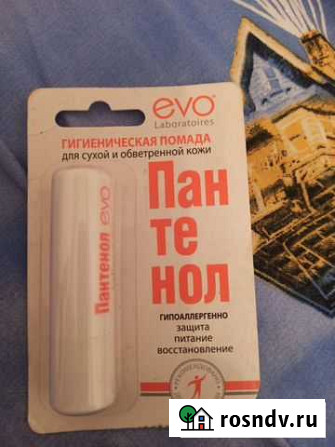 evo
Laboratoires
ГИГИЕНИЧЕСКАЯ ПОМАДА
для сухой и обветренной кожи
Пан
те
нол
ГИПОАЛЛЕРГЕННО
защита
питание
восстановление
РЕКОМЕНДОВАНО
Пантенол evo
rosndv.ru